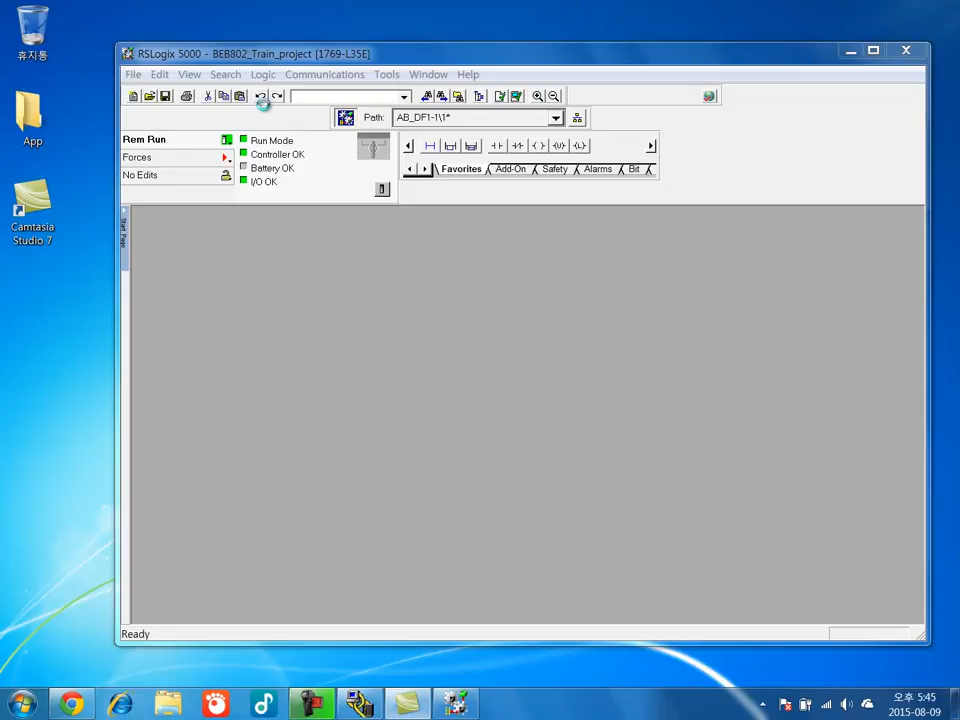 휴지통
App
Camtasia
Studio 7
RSLogix 5000 - BEB802_Train_project [1769-L35E]
File Edit View Search Logic Communications Tools Window Help
Path: AB_DF1-1\1*
Rem Run
Forces
No Edits
Run Mode
Controller OK
Battery OK
I/O OK
Favorites Add-On Safety Alarms Bit
Start Page
Ready
오후 5:45
2015-08-09